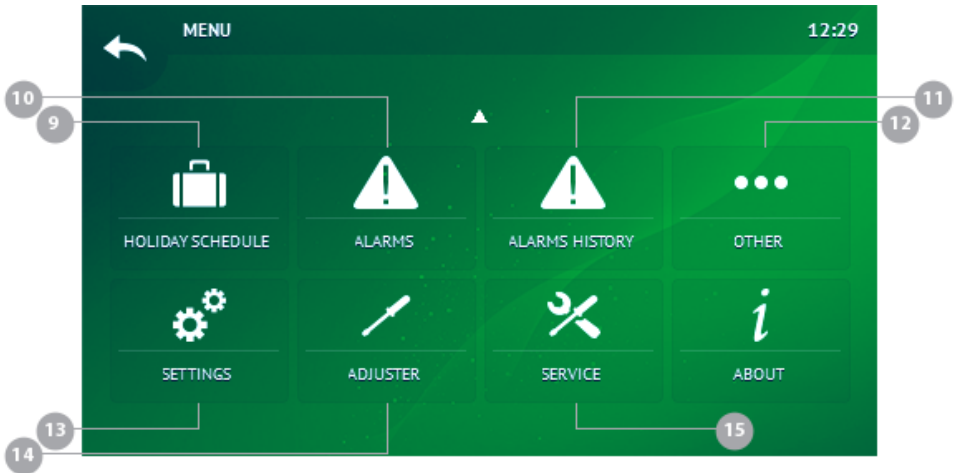 MENU 12:29
10 11
9 12
HOLIDAY SCHEDULE ALARMS ALARMS HISTORY OTHER
SETTINGS ADJUSTER SERVICE ABOUT
13 15
14